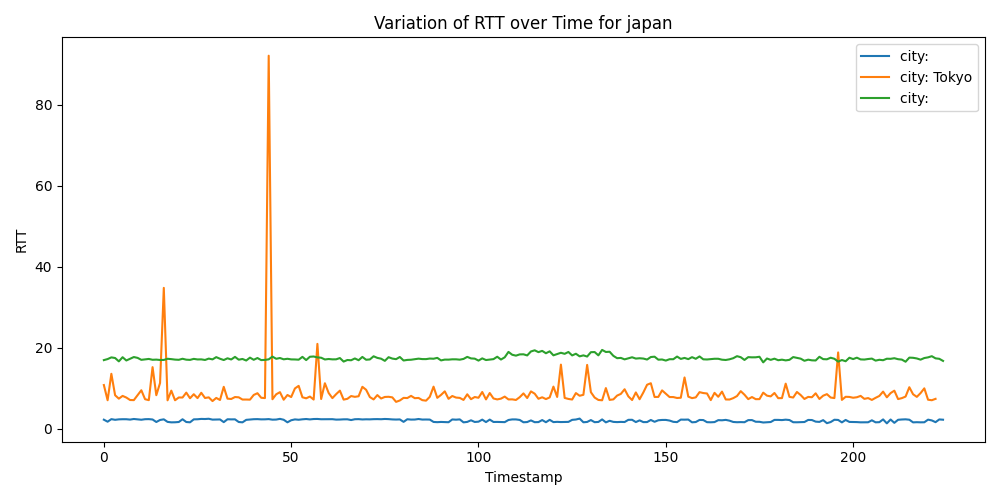 Variation of RTT over Time for japan
city:
city: Tokyo
city:
RTT
80
60
40
20
0
0 50 100 150 200
Timestamp